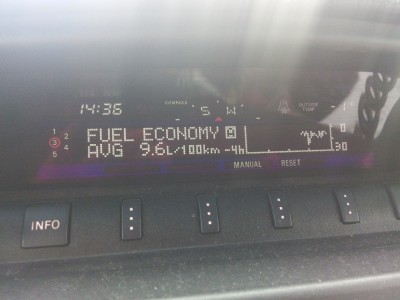 14:36
COMPASS
S W
OUTSIDE TEMP
-1
1 2
3 4
5
FUEL ECONOMY
AVG 9.6L/100km
-4h
0
30
MANUAL RESET
INFO